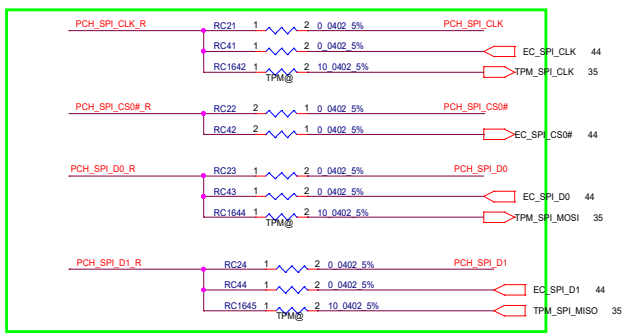 PCH_SPI_CLK_R RC21 1 2 0_0402_5% PCH_SPI_CLK
RC41 1 2 0_0402_5% EC_SPI_CLK 44
RC1642 1 2 10_0402_5% TPM_SPI_CLK 35
TPM@
PCH_SPI_CS0#_R RC22 2 1 0_0402_5% PCH_SPI_CS0#
RC42 2 1 0_0402_5% EC_SPI_CS0# 44
PCH_SPI_D0_R RC23 1 2 0_0402_5% PCH_SPI_D0
RC43 1 2 0_0402_5% EC_SPI_D0 44
RC1644 1 2 10_0402_5% TPM_SPI_MOSI 35
TPM@
PCH_SPI_D1_R RC24 1 2 0_0402_5% PCH_SPI_D1
RC44 1 2 0_0402_5% EC_SPI_D1 44
RC1645 1 2 10_0402_5% TPM_SPI_MISO 35
TPM@